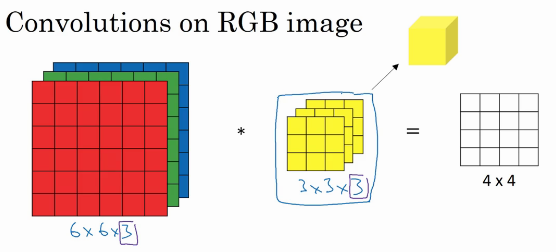 Convolutions on RGB image
*
=
3 x 3 x 3
4 x 4
6 x 6 x 3